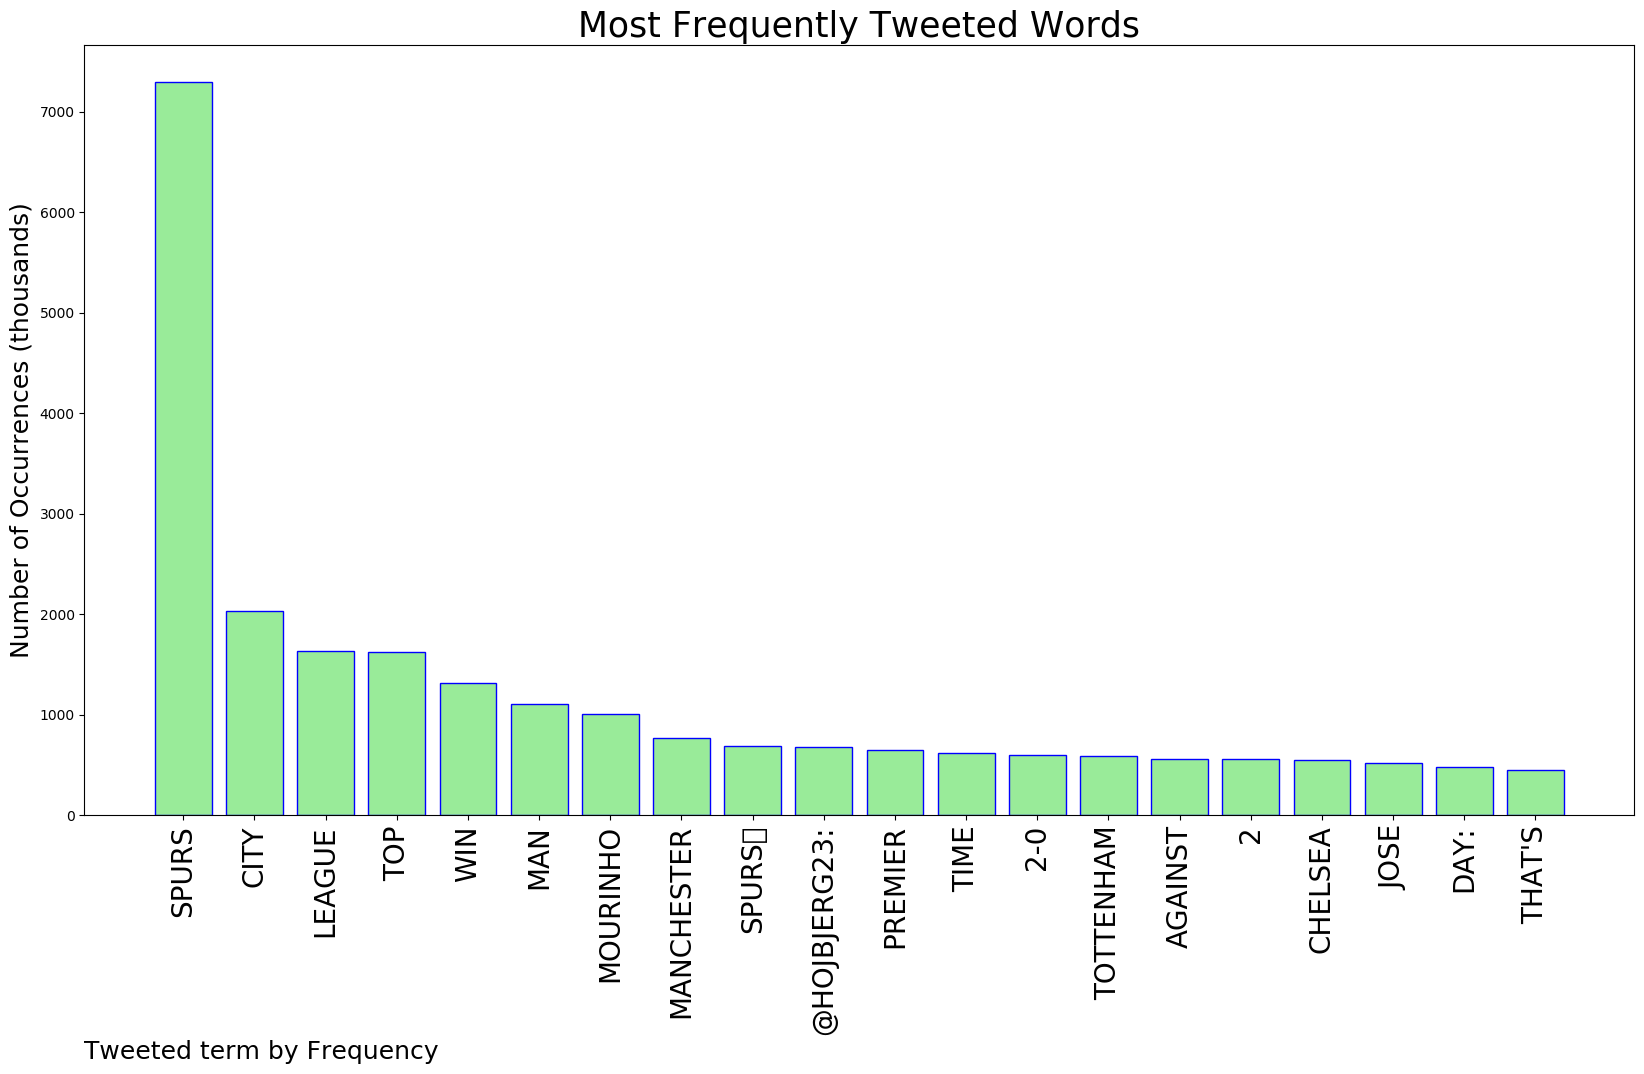 Most Frequently Tweeted Words
Number of Occurrences (thousands)
7000
6000
5000
4000
3000
2000
1000
0
SPURS
CITY
LEAGUE
TOP
WIN
MAN
MOURINHO
MANCHESTER
SPURS▯
@HOJBJERG23:
PREMIER
TIME
2-0
TOTTENHAM
AGAINST
2
CHELSEA
JOSE
DAY:
THAT'S
Tweeted term by Frequency